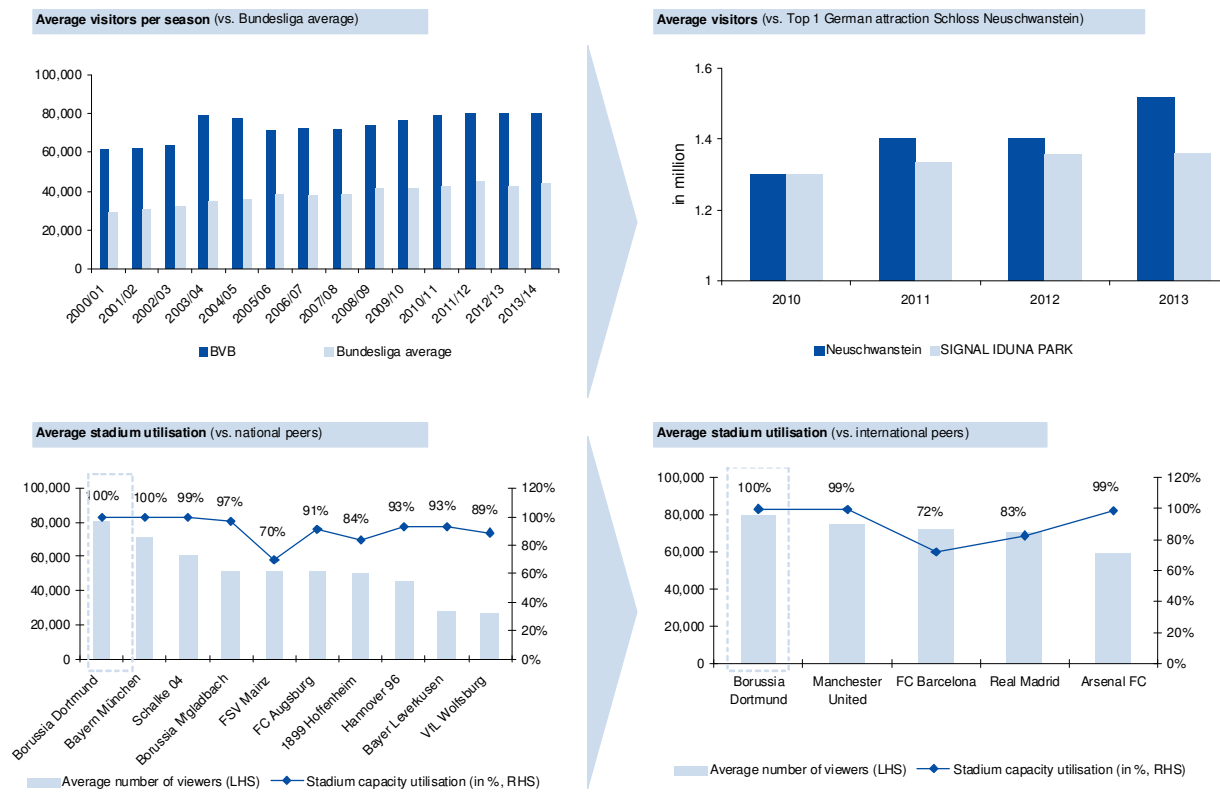 Average visitors per season (vs. Bundesliga average)
100,000
80,000
60,000
40,000
20,000
0
2000/01
2001/02
2002/03
2003/04
2004/05
2005/06
2006/07
2007/08
2008/09
2009/10
2010/11
2011/12
2012/13
2013/14
BVB
Bundesliga average
Average visitors (vs. Top 1 German attraction Schloss Neuschwanstein)
in million
1.6
1.4
1.2
1
2010
2011
2012
2013
Neuschwanstein
SIGNAL IDUNA PARK
Average stadium utilisation (vs. national peers)
100,000
80,000
60,000
40,000
20,000
0
100%
100%
99%
97%
70%
91%
84%
93%
93%
89%
120%
100%
80%
60%
40%
20%
0%
Borussia Dortmund
Bayern München
Schalke 04
Borussia M'gladbach
FSV Mainz
FC Augsburg
1899 Hoffenheim
Hannover 96
Bayer Leverkusen
VfL Wolfsburg
Average number of viewers (LHS)
Stadium capacity utilisation (in %, RHS)
Average stadium utilisation (vs. international peers)
100,000
80,000
60,000
40,000
20,000
0
100%
99%
72%
83%
99%
120%
100%
80%
60%
40%
20%
0%
Borussia
Dortmund
Manchester
United
FC Barcelona
Real Madrid
Arsenal FC
Average number of viewers (LHS)
Stadium capacity utilisation (in %, RHS)